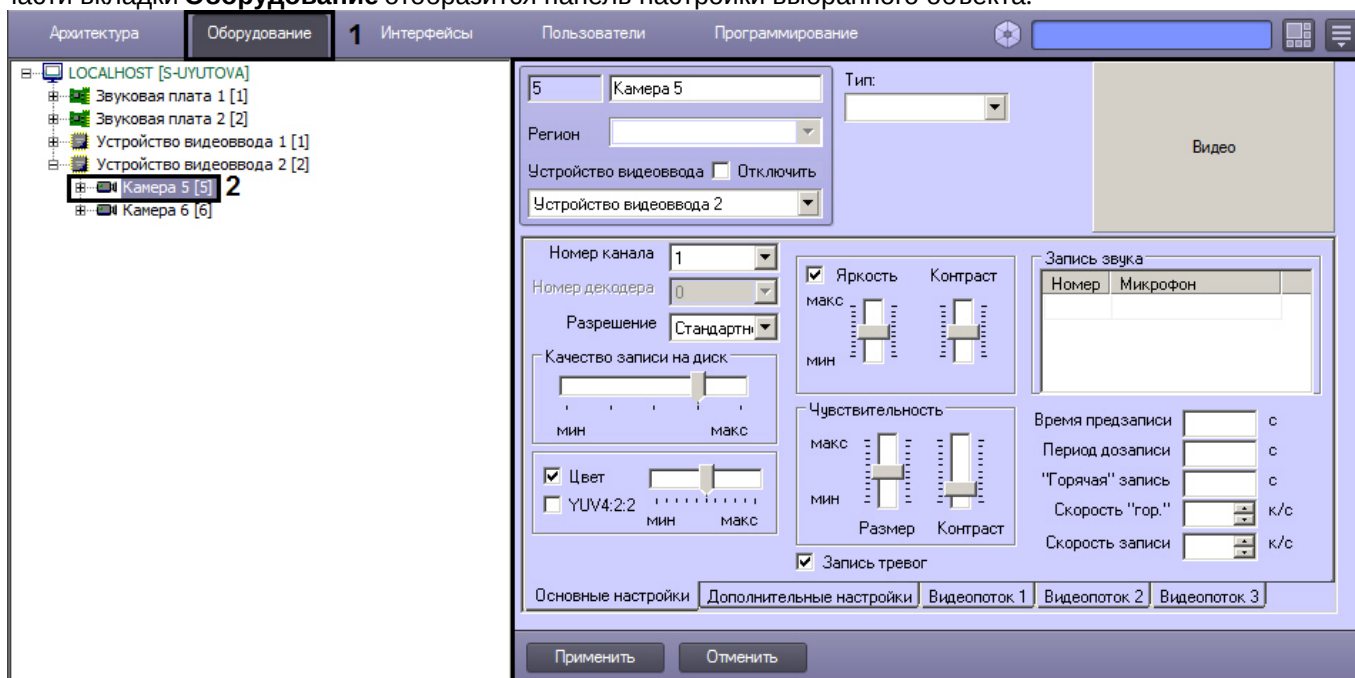 части вкладки Оборудование отобразится панель настройки выбранного объекта.
Архитектура Оборудование 1 Интерфейсы Пользователи Программирование
LOCALHOST [S-UYUTOVA]
Звуковая плата 1 [1]
Звуковая плата 2 [2]
Устройство видеоввода 1 [1]
Устройство видеоввода 2 [2]
Камера 5 [5] 2
Камера 6 [6]
5 Камера 5
Регион
Устройство видеоввода Отключить
Устройство видеоввода 2
Тип:
Видео
Номер канала 1
Номер декодера 0
Разрешение Стандартн
Качество записи на диск
мин макс
Цвет
YUV4:2:2
мин макс
Яркость Контраст
макс
мин
Чувствительность
макс
мин
Размер Контраст
Запись тревог
Запись звука
Номер Микрофон
Время предзаписи с
Период дозаписи с
"Горячая" запись с
Скорость "гор." к/с
Скорость записи к/с
Основные настройки Дополнительные настройки Видеопоток 1 Видеопоток 2 Видеопоток 3
Применить Отменить